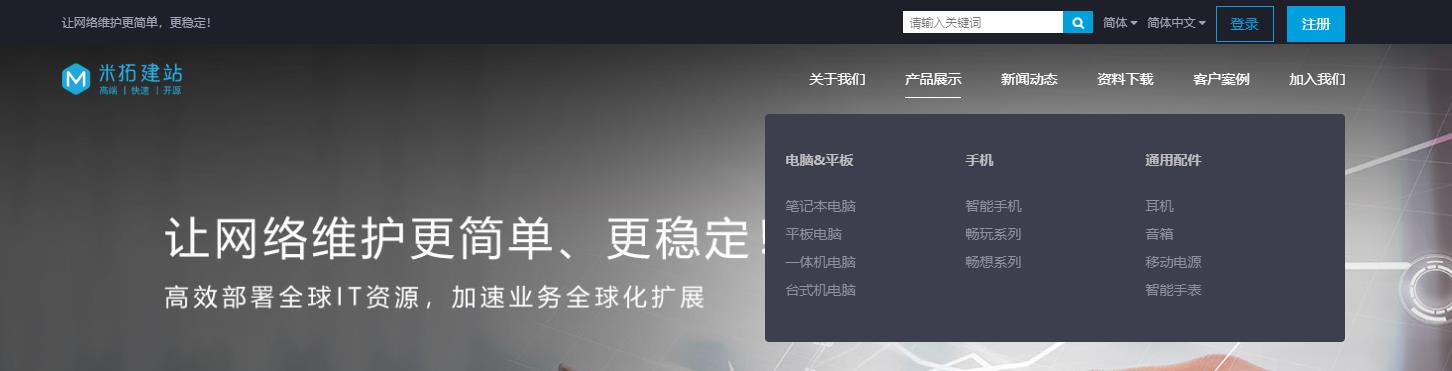 让网络维护更简单，更稳定!
请输入关键词
简体
简体中文
登录
注册
M
米拓建站
高端 | 快速 | 开源
关于我们
产品展示
新闻动态
资料下载
客户案例
加入我们
电脑&平板
手机
通用配件
笔记本电脑
智能手机
耳机
平板电脑
畅玩系列
音箱
一体机电脑
畅想系列
移动电源
台式机电脑
智能手表
让网络维护更简单、更稳定!
高效部署全球IT资源，加速业务全球化扩展